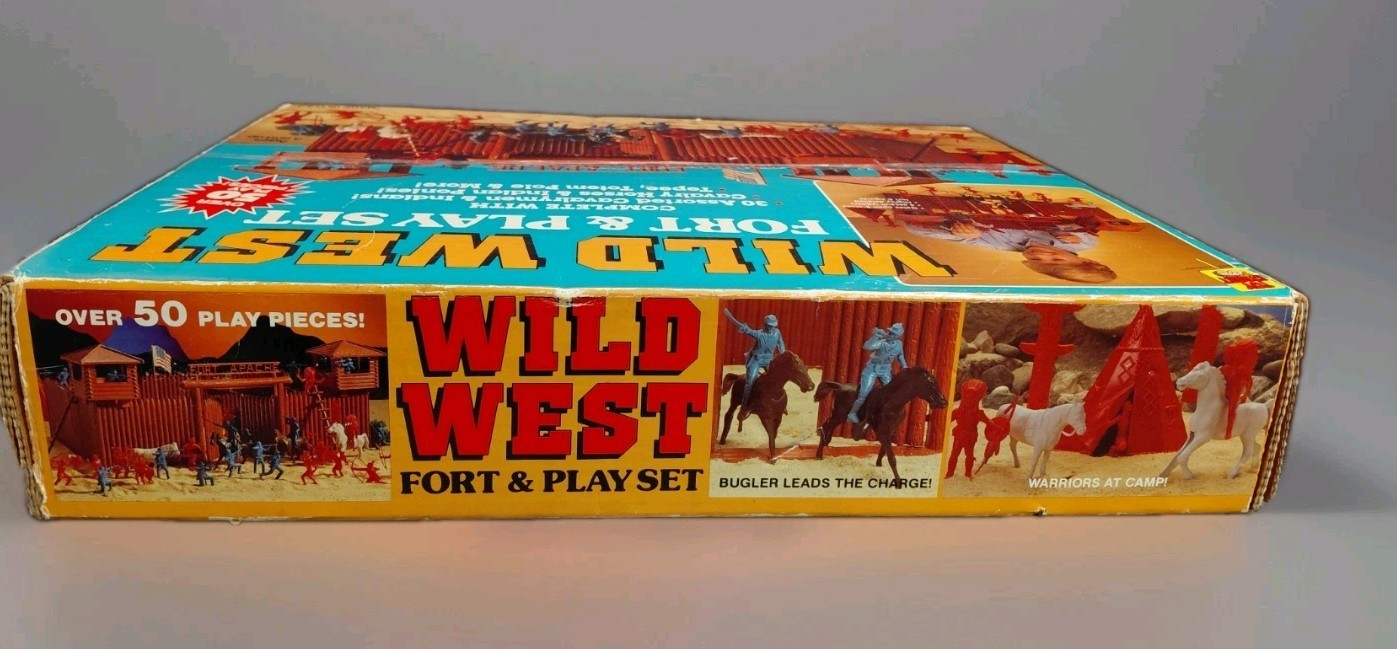 WILD WEST
FORT & PLAY SET
COMPLETE WITH
30 Assorted Cavalrymen & Indians!
Cavalry Horses & Indian Ponies!
Tepee, Totem Pole & More!
OVER 50 PLAY PIECES!
FORT APACHE
WILD
WEST
FORT & PLAY SET
BUGLER LEADS THE CHARGE!
WARRIORS AT CAMP!